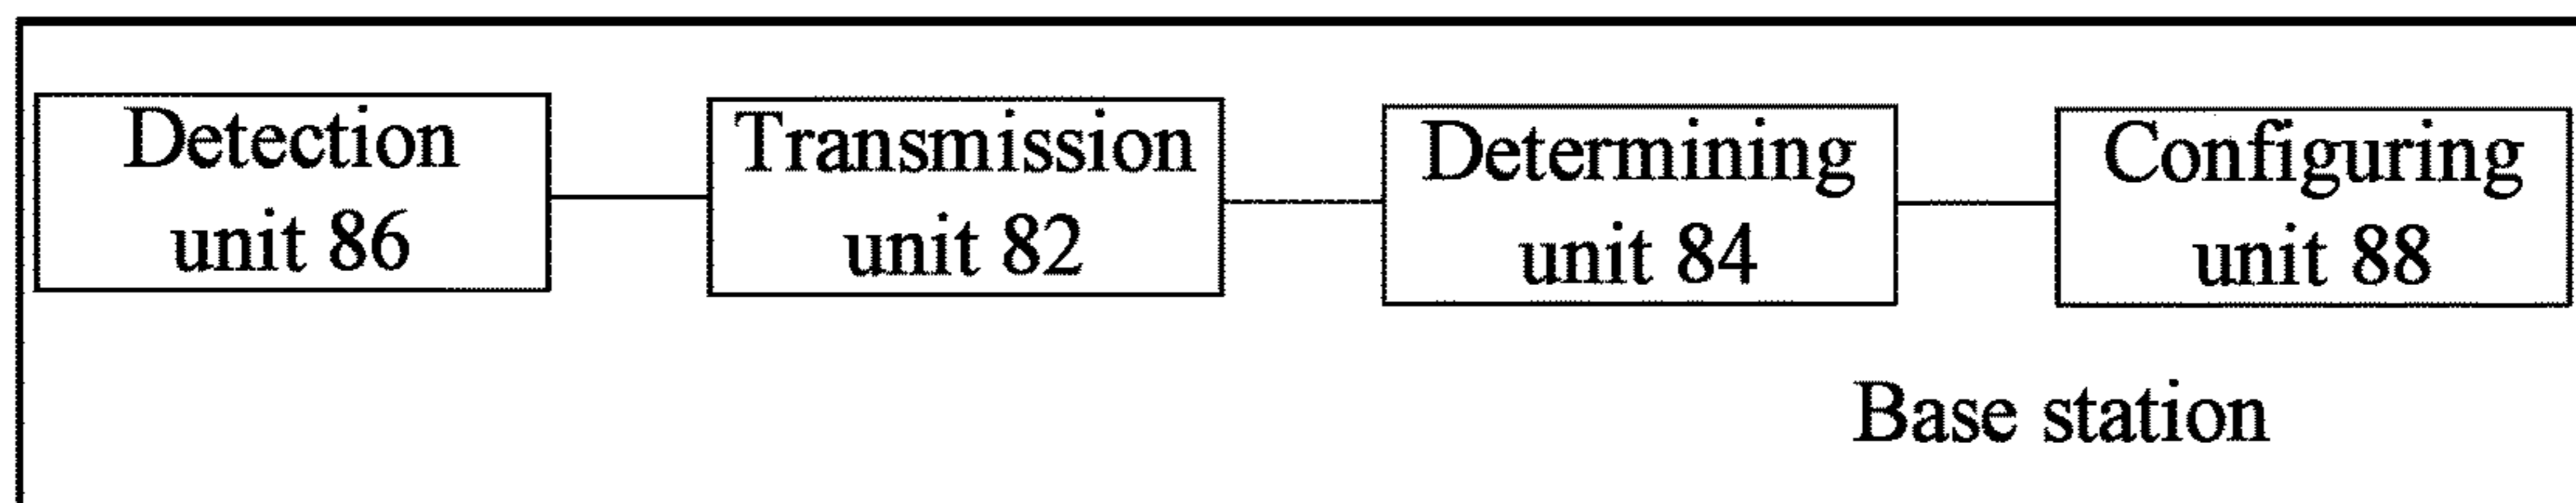 Detection
unit 86
Transmission
unit 82
Determining
unit 84
Configuring
unit 88
Base station